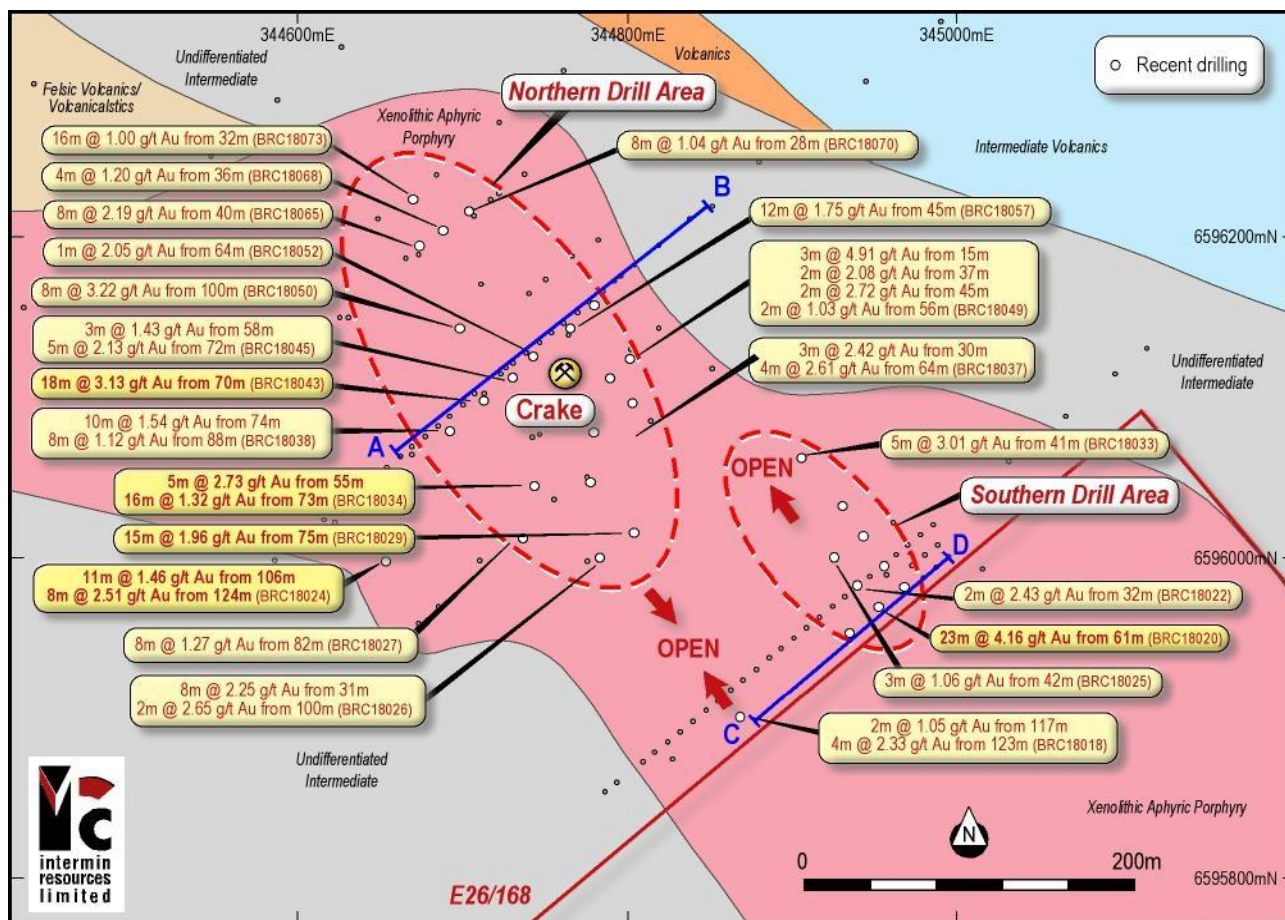 344600mE
344800mE
345000mE
Undifferentiated
Intermediate
Volcanics
Recent drilling
Felsic Volcanics/
Volcanicalstics
Northern Drill Area
Xenolithic Aphyric
Porphyry
Intermediate Volcanics
16m @ 1.00 g/t Au from 32m (BRC18073)
8m @ 1.04 g/t Au from 28m (BRC18070)
4m @ 1.20 g/t Au from 36m (BRC18068)
B
8m @ 2.19 g/t Au from 40m (BRC18065)
12m @ 1.75 g/t Au from 45m (BRC18057)
6596200mN
1m @ 2.05 g/t Au from 64m (BRC18052)
3m @ 4.91 g/t Au from 15m
2m @ 2.08 g/t Au from 37m
2m @ 2.72 g/t Au from 45m
2m @ 1.03 g/t Au from 56m (BRC18049)
8m @ 3.22 g/t Au from 100m (BRC18050)
3m @ 1.43 g/t Au from 58m
5m @ 2.13 g/t Au from 72m (BRC18045)
3m @ 2.42 g/t Au from 30m
4m @ 2.61 g/t Au from 64m (BRC18037)
Undifferentiated
Intermediate
18m @ 3.13 g/t Au from 70m (BRC18043)
Crake
10m @ 1.54 g/t Au from 74m
8m @ 1.12 g/t Au from 88m (BRC18038)
A
5m @ 3.01 g/t Au from 41m (BRC18033)
OPEN
5m @ 2.73 g/t Au from 55m
16m @ 1.32 g/t Au from 73m (BRC18034)
Southern Drill Area
15m @ 1.96 g/t Au from 75m (BRC18029)
D
6596000mN
11m @ 1.46 g/t Au from 106m
8m @ 2.51 g/t Au from 124m (BRC18024)
2m @ 2.43 g/t Au from 32m (BRC18022)
23m @ 4.16 g/t Au from 61m (BRC18020)
8m @ 1.27 g/t Au from 82m (BRC18027)
OPEN
3m @ 1.06 g/t Au from 42m (BRC18025)
8m @ 2.25 g/t Au from 31m
2m @ 2.65 g/t Au from 100m (BRC18026)
C
2m @ 1.05 g/t Au from 117m
4m @ 2.33 g/t Au from 123m (BRC18018)
Undifferentiated
Intermediate
Xenolithic Aphyric Porphyry
N
intermin
resources
limited
0
200m
E26/168
6595800mN